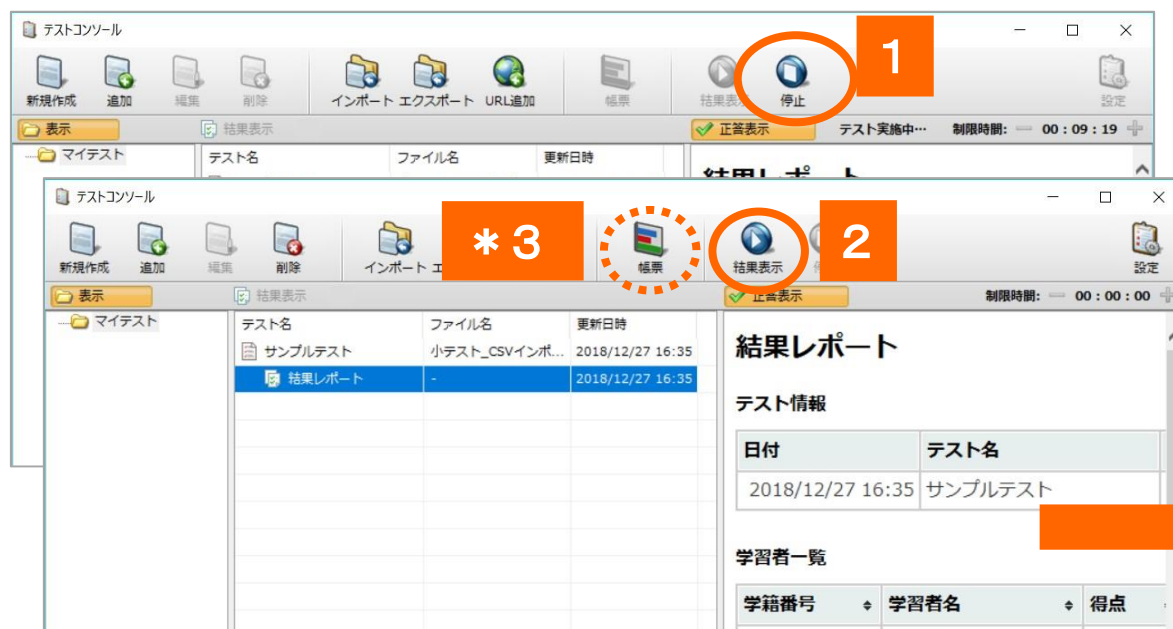 テストコンソール
1
新規作成 追加 編集 削除 インポート エクスポート URL追加 帳票 結果表示 停止 設定
表示 結果表示 正答表示 テスト実施中… 制限時間: 00 : 09 : 19
マイテスト テスト名 ファイル名 更新日時
結果レポート
テストコンソール
*3 2
新規作成 追加 編集 削除 インポート 帳票 結果表示 設定
表示 結果表示 正答表示 制限時間: 00 : 00 : 00
マイテスト テスト名 ファイル名 更新日時
サンプルテスト 小テスト_CSVインポ... 2018/12/27 16:35
結果レポート - 2018/12/27 16:35
結果レポート
テスト情報
日付 テスト名
2018/12/27 16:35 サンプルテスト
学習者一覧
学籍番号 学習者名 得点